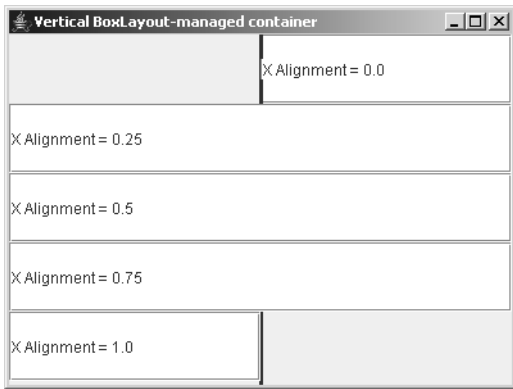 Vertical BoxLayout-managed container
X Alignment = 0.0
X Alignment = 0.25
X Alignment = 0.5
X Alignment = 0.75
X Alignment = 1.0